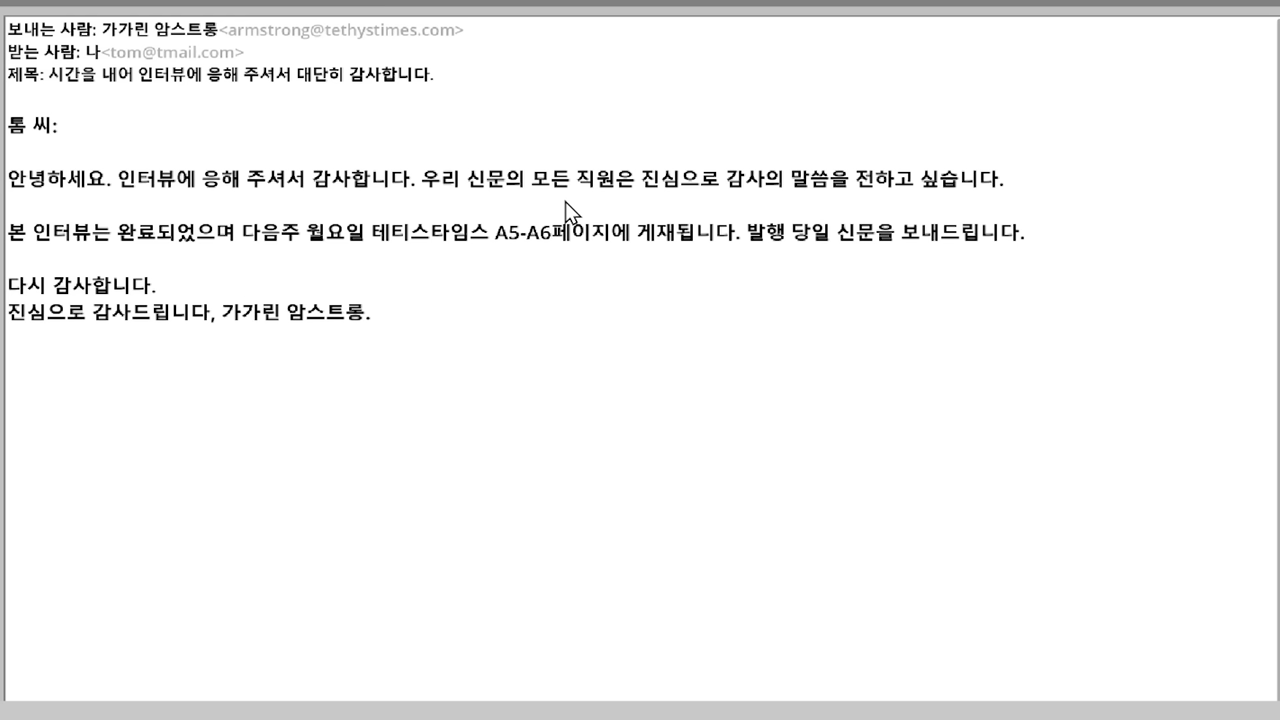 보내는 사람: 가가린 암스트롱<armstrong@tethystimes.com>
받는 사람: 나<tom@tmail.com>
제목: 시간을 내어 인터뷰에 응해 주셔서 대단히 감사합니다.
톰 씨:
안녕하세요. 인터뷰에 응해 주셔서 감사합니다. 우리 신문의 모든 직원은 진심으로 감사의 말씀을 전하고 싶습니다.
본 인터뷰는 완료되었으며 다음주 월요일 테티스타임스 A5-A6페이지에 게재됩니다. 발행 당일 신문을 보내드립니다.
다시 감사합니다.
진심으로 감사드립니다, 가가린 암스트롱.